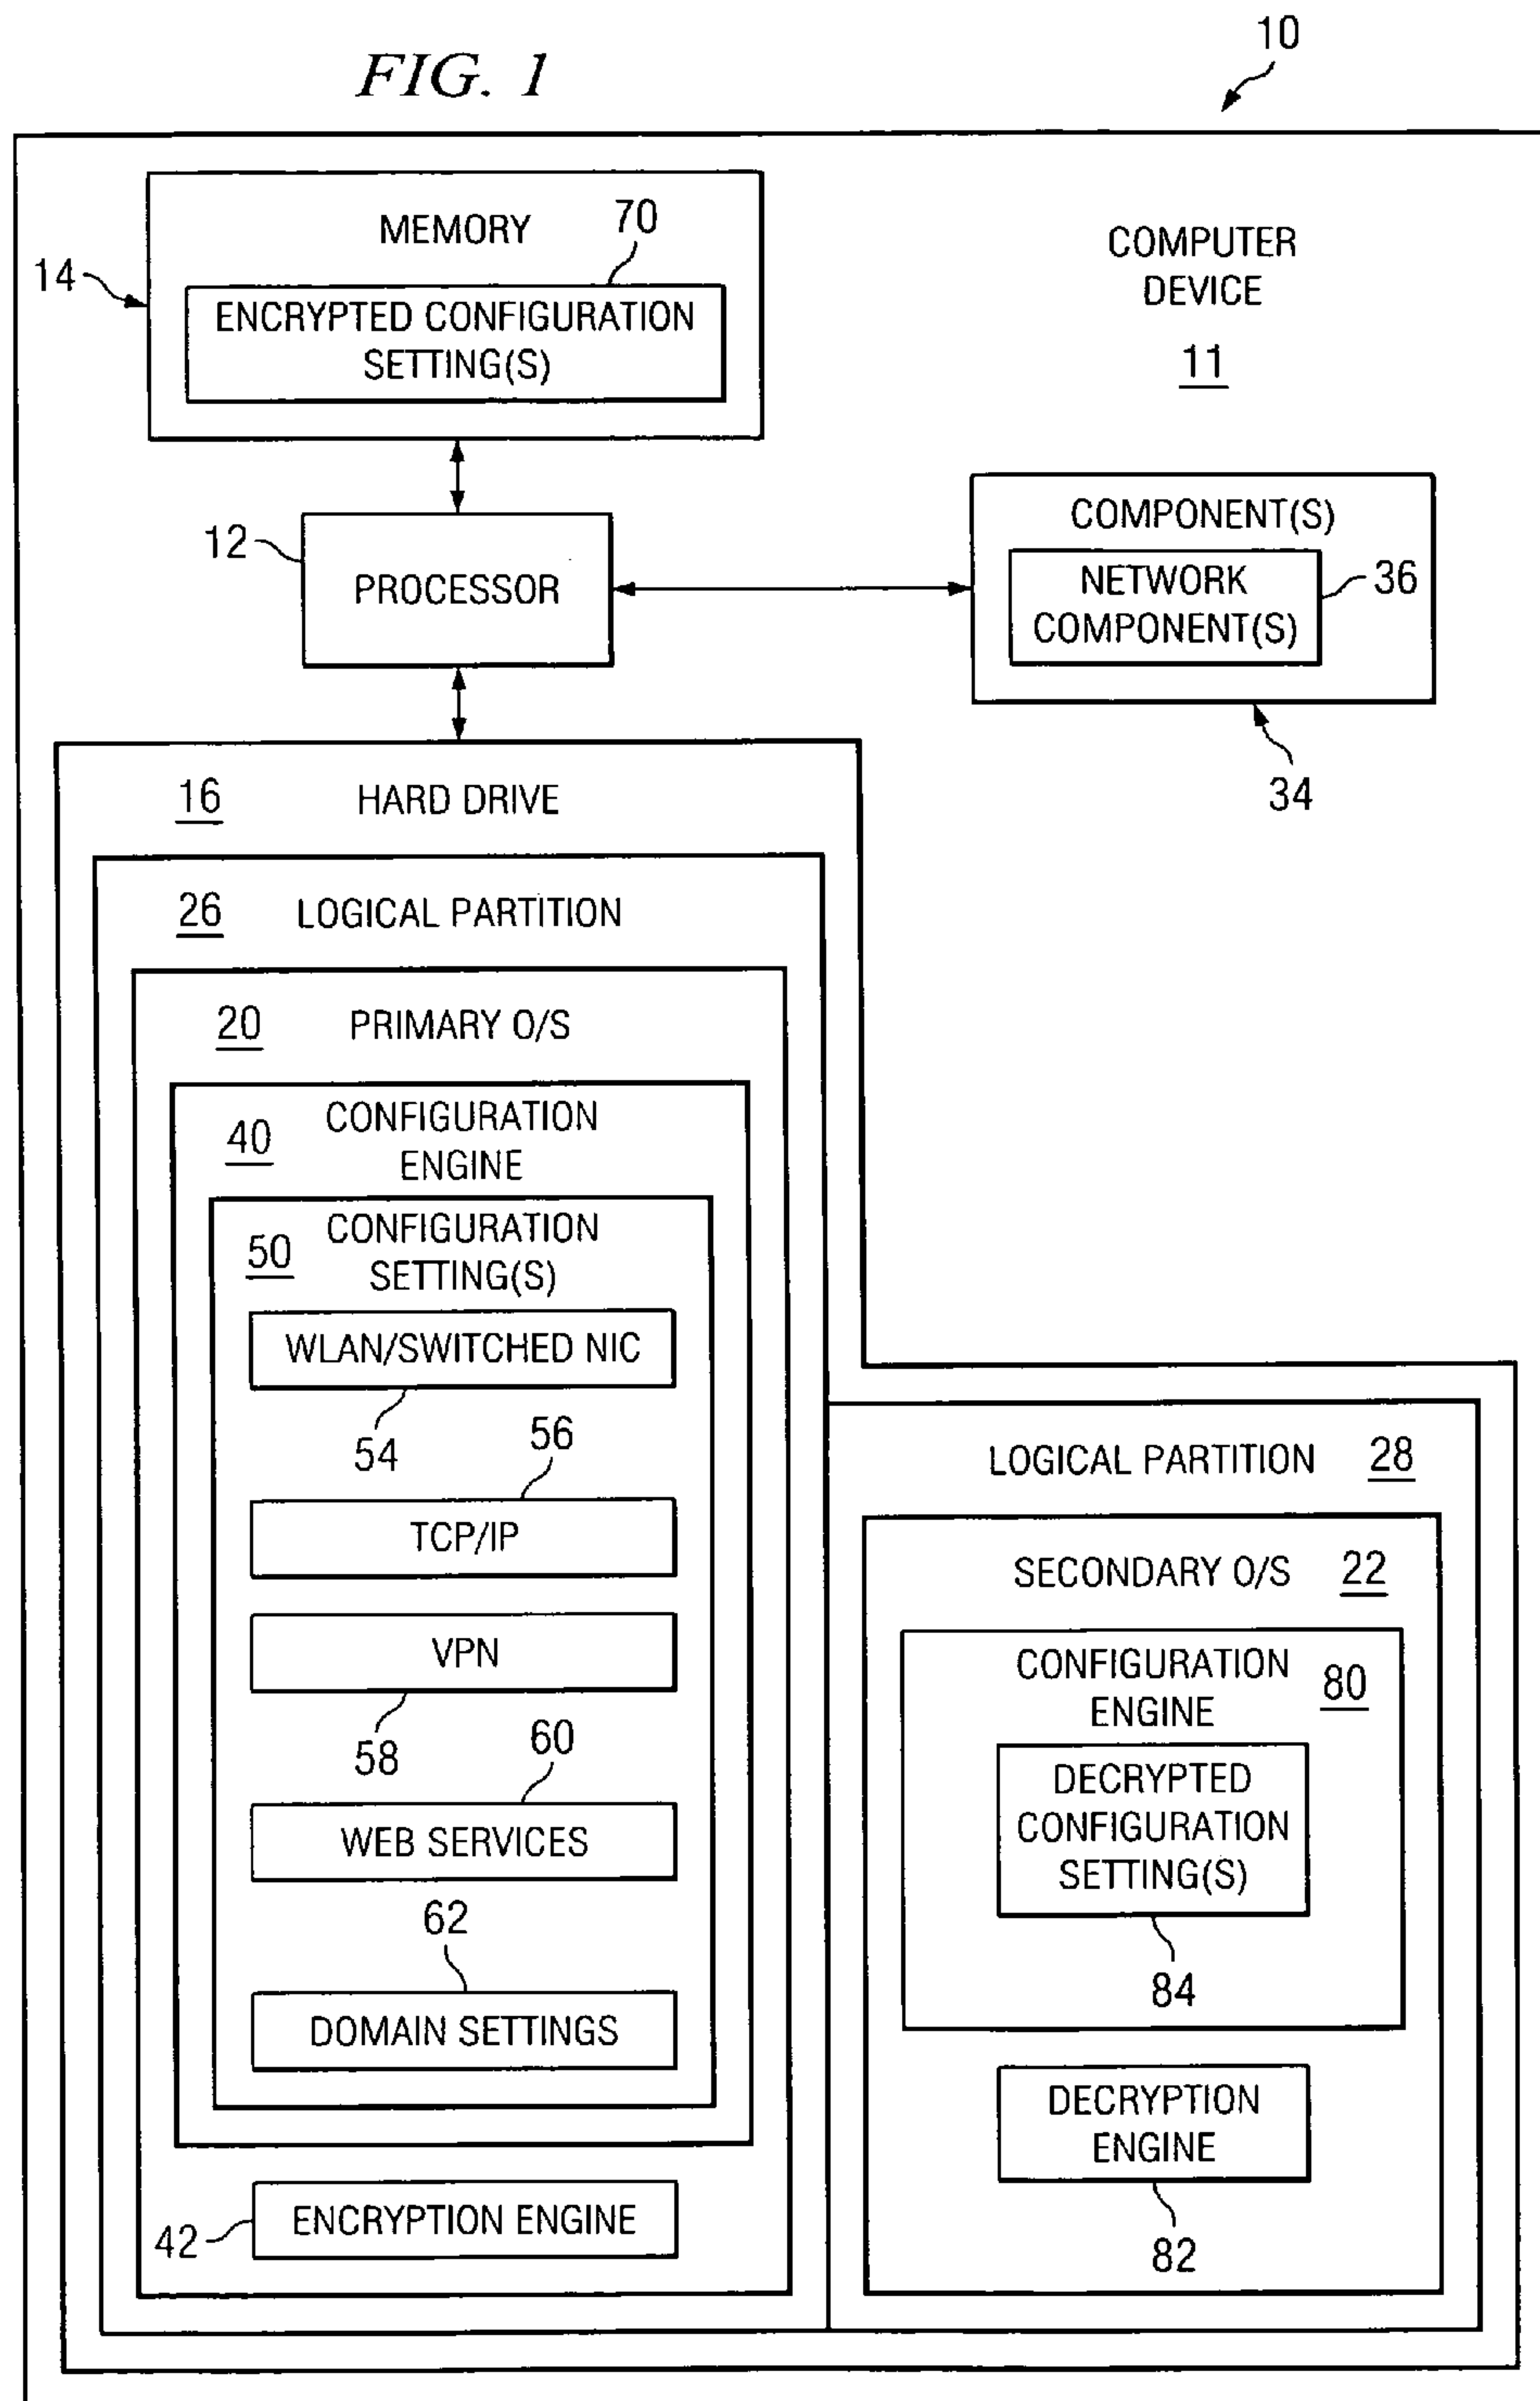 FIG. 1
10
MEMORY
70
14
ENCRYPTED CONFIGURATION
SETTING(S)
COMPUTER
DEVICE
11
12
PROCESSOR
COMPONENT(S)
NETWORK
COMPONENT(S)
36
34
16 HARD DRIVE
26 LOGICAL PARTITION
20 PRIMARY O/S
40 CONFIGURATION
ENGINE
50 CONFIGURATION
SETTING(S)
WLAN/SWITCHED NIC
54
56
TCP/IP
VPN
58
60
WEB SERVICES
62
DOMAIN SETTINGS
42
ENCRYPTION ENGINE
LOGICAL PARTITION 28
SECONDARY O/S 22
CONFIGURATION
ENGINE 80
DECRYPTED
CONFIGURATION
SETTING(S)
84
DECRYPTION
ENGINE
82